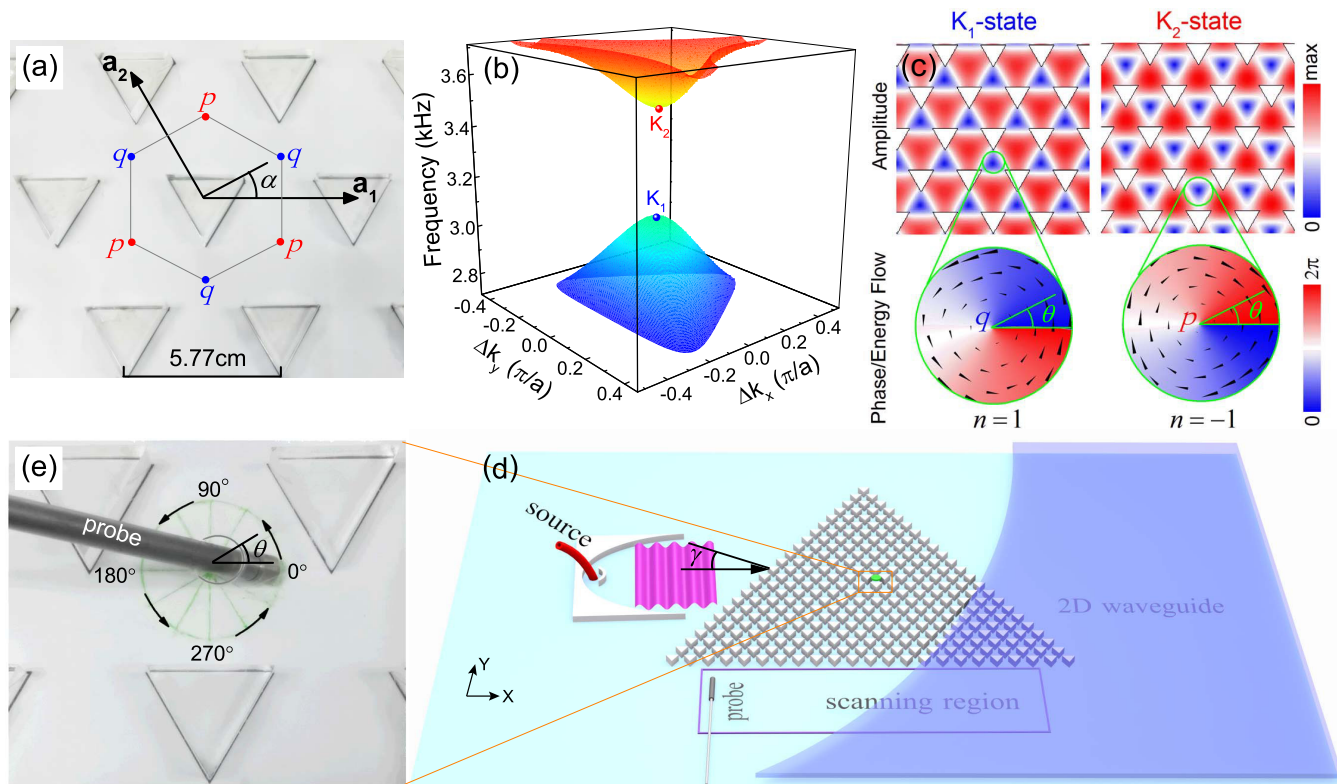 (a)
a₂
p
q
q
α
a₁
p
p
q
5.77cm
(b)
Frequency (kHz)
3.6
3.4
3.2
3.0
2.8
K₂
K₁
-0.4
-0.2
0.0
0.2
0.4
Δkᵧ (π/a)
-0.4
-0.2
0.0
0.2
0.4
Δkₓ (π/a)
(c)
K₁-state
K₂-state
Amplitude
max
0
Phase/Energy Flow
q
θ
p
θ
2π
0
n=1
n=−1
(e)
90°
probe
θ
0°
180°
270°
(d)
source
γ
2D waveguide
Y
X
probe
scanning region